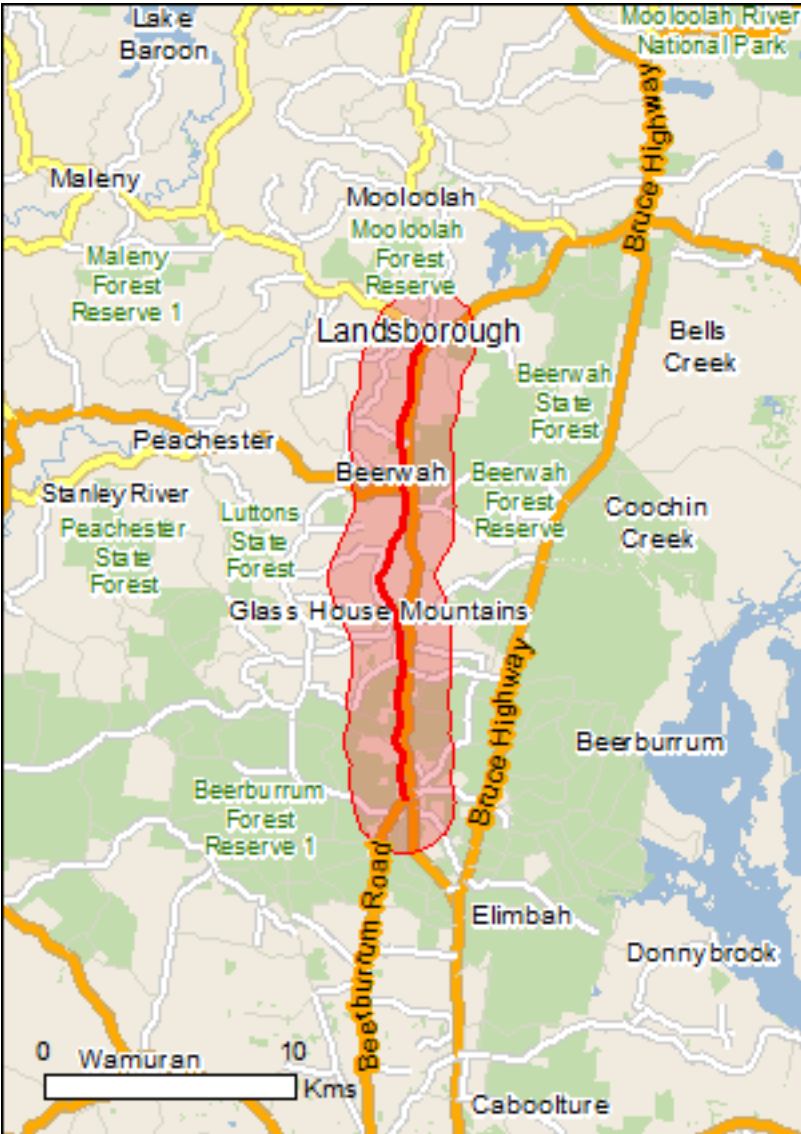 Lake
Baroon
Mooloolah River
National Park
Bruce Highway
Maleny
Mooloolah
Mooloolah
Forest
Reserve
Maleny
Forest
Reserve 1
Landsborough
Bells
Creek
Beerwah
State
Forest
Peachester
Beerwah
Beerwah
Forest
Reserve
Stanley River
Luttons
State
Forest
Coochin
Creek
Peachester
State
Forest
Glass House Mountains
Bruce Highway
Beerburrum
Beerburrum
Forest
Reserve 1
Beerburrum Road
Elimbah
Donnybrook
0
10
Wamuran
Kms
Caboolture